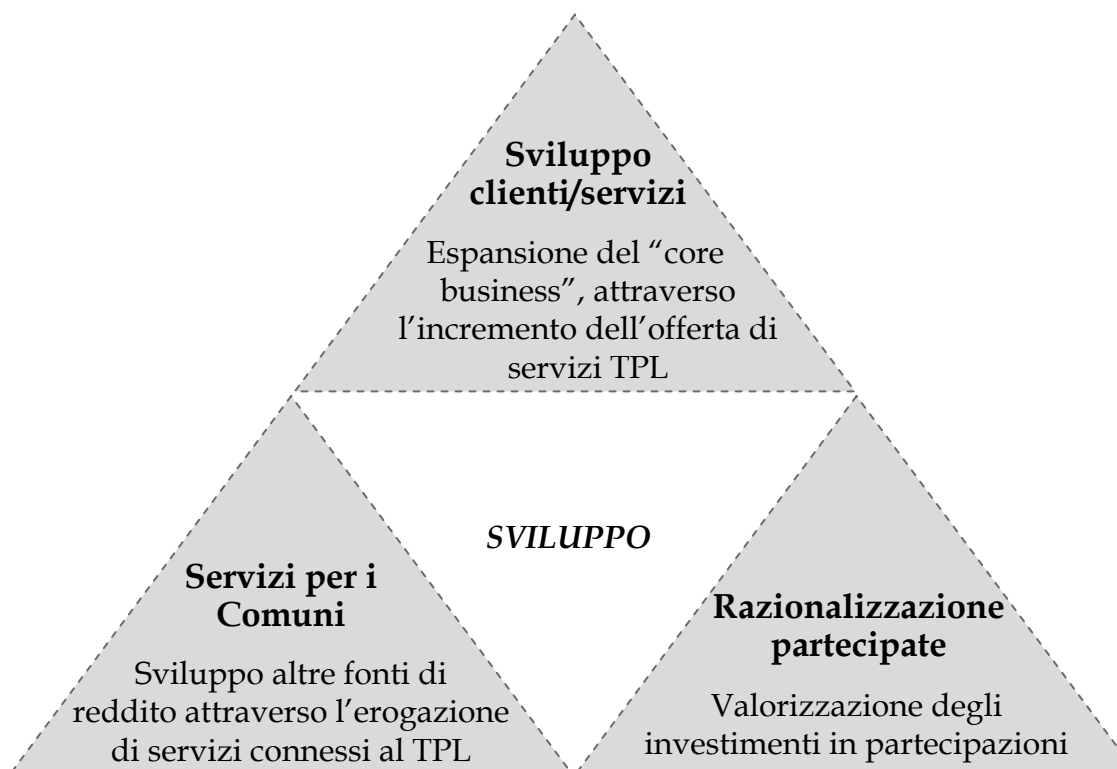 Sviluppo
clienti/servizi
Espansione del “core
business”, attraverso
l’incremento dell’offerta di
servizi TPL
SVILUPPO
Servizi per i
Comuni
Sviluppo altre fonti di
reddito attraverso l’erogazione
di servizi connessi al TPL
Razionalizzazione
partecipate
Valorizzazione degli
investimenti in partecipazioni